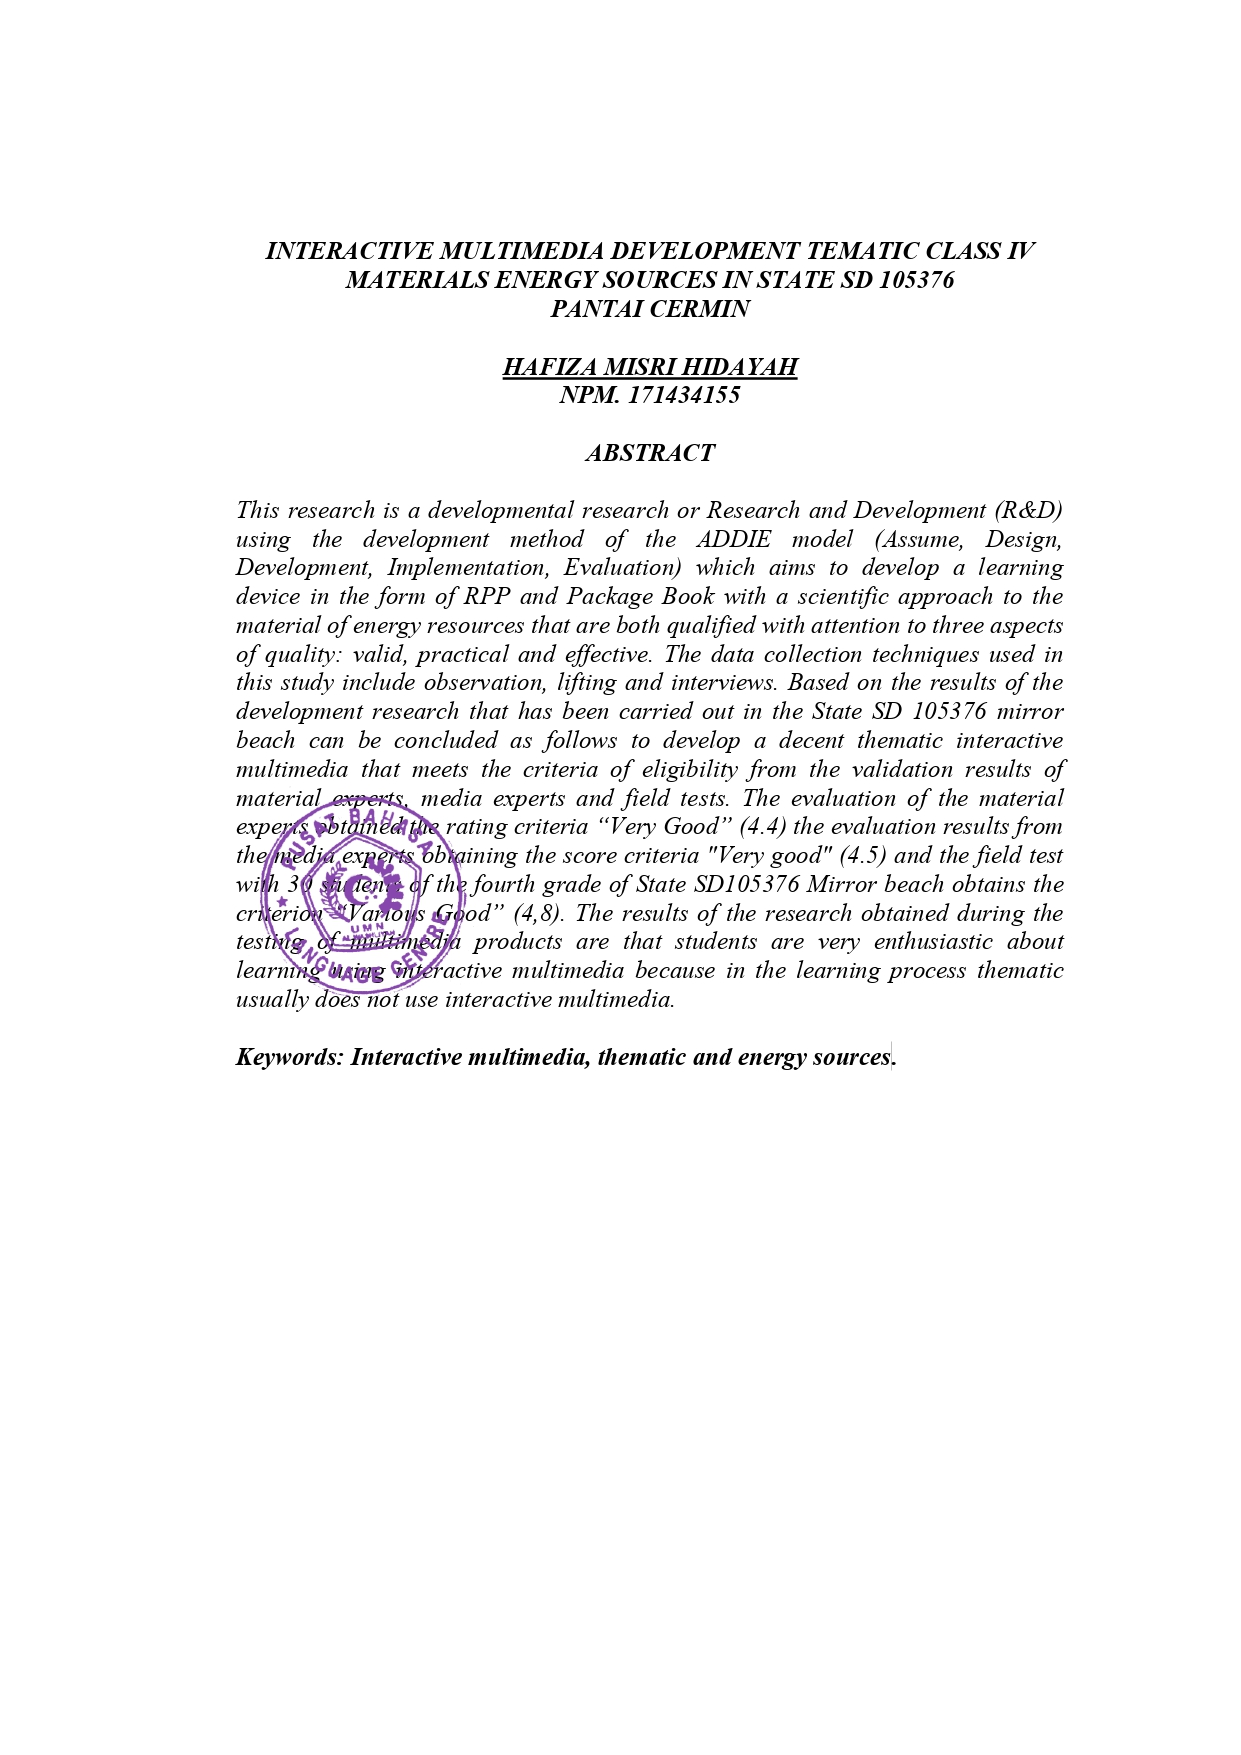 INTERACTIVE MULTIMEDIA DEVELOPMENT TEMATIC CLASS IV
MATERIALS ENERGY SOURCES IN STATE SD 105376
PANTAI CERMIN
HAFIZA MISRI HIDAYAH
NPM. 171434155
ABSTRACT
This research is a developmental research or Research and Development (R&D)
using the development method of the ADDIE model (Assume, Design,
Development, Implementation, Evaluation) which aims to develop a learning
device in the form of RPP and Package Book with a scientific approach to the
material of energy resources that are both qualified with attention to three aspects
of quality: valid, practical and effective. The data collection techniques used in
this study include observation, lifting and interviews. Based on the results of the
development research that has been carried out in the State SD 105376 mirror
beach can be concluded as follows to develop a decent thematic interactive
multimedia that meets the criteria of eligibility from the validation results of
material experts, media experts and field tests. The evaluation of the material
experts obtained the rating criteria “Very Good” (4.4) the evaluation results from
the media experts obtaining the score criteria "Very good" (4.5) and the field test
with 30 students of the fourth grade of State SD105376 Mirror beach obtains the
criterion “Various Good” (4,8). The results of the research obtained during the
testing of multimedia products are that students are very enthusiastic about
learning using interactive multimedia because in the learning process thematic
usually does not use interactive multimedia.
Keywords: Interactive multimedia, thematic and energy sources.
PUSAT BAHASA
UMN
LANGUAGE CENTRE